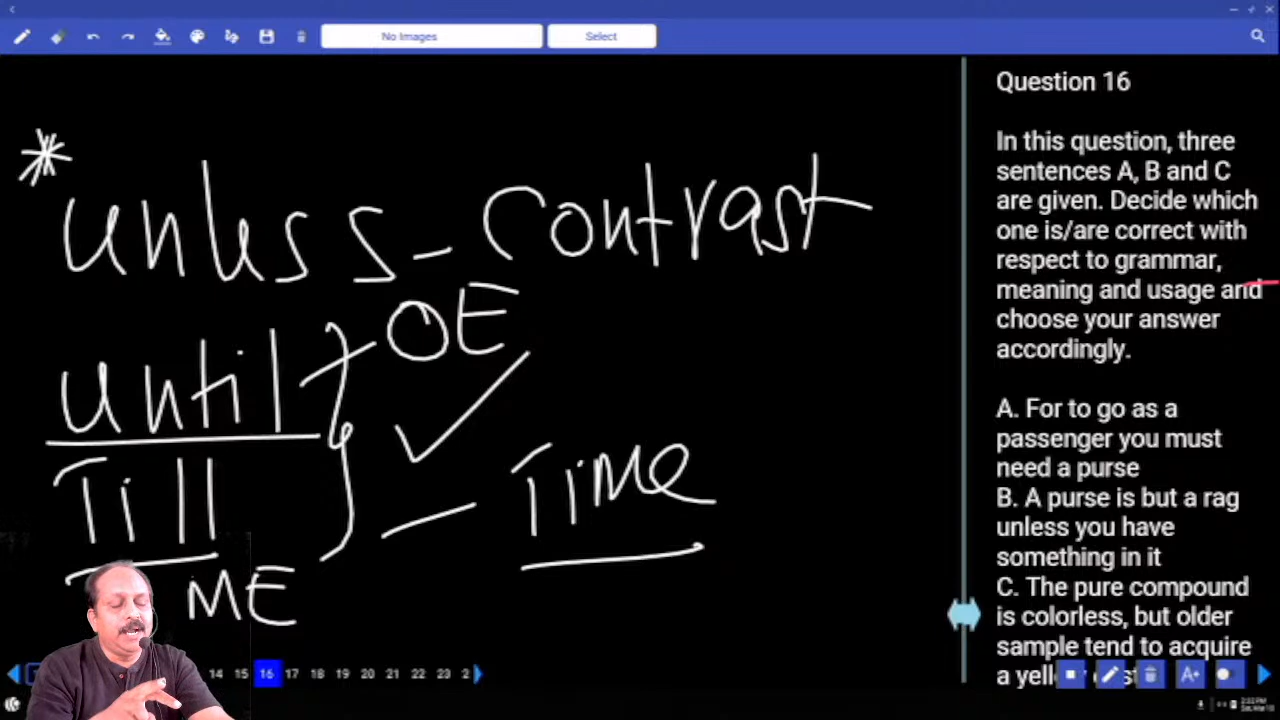 No Images
Select
* unless - contrast
until - OE
Till - Time
ME
Question 16
In this question, three
sentences A, B and C
are given. Decide which
one is/are correct with
respect to grammar,
meaning and usage and
choose your answer
accordingly.
A. For to go as a
passenger you must
need a purse
B. A purse is but a rag
unless you have
something in it
C. The pure compound
is colorless, but older
sample tend to acquire
a yell
14 15 16 17 18 19 20 21 22 23 2
A+